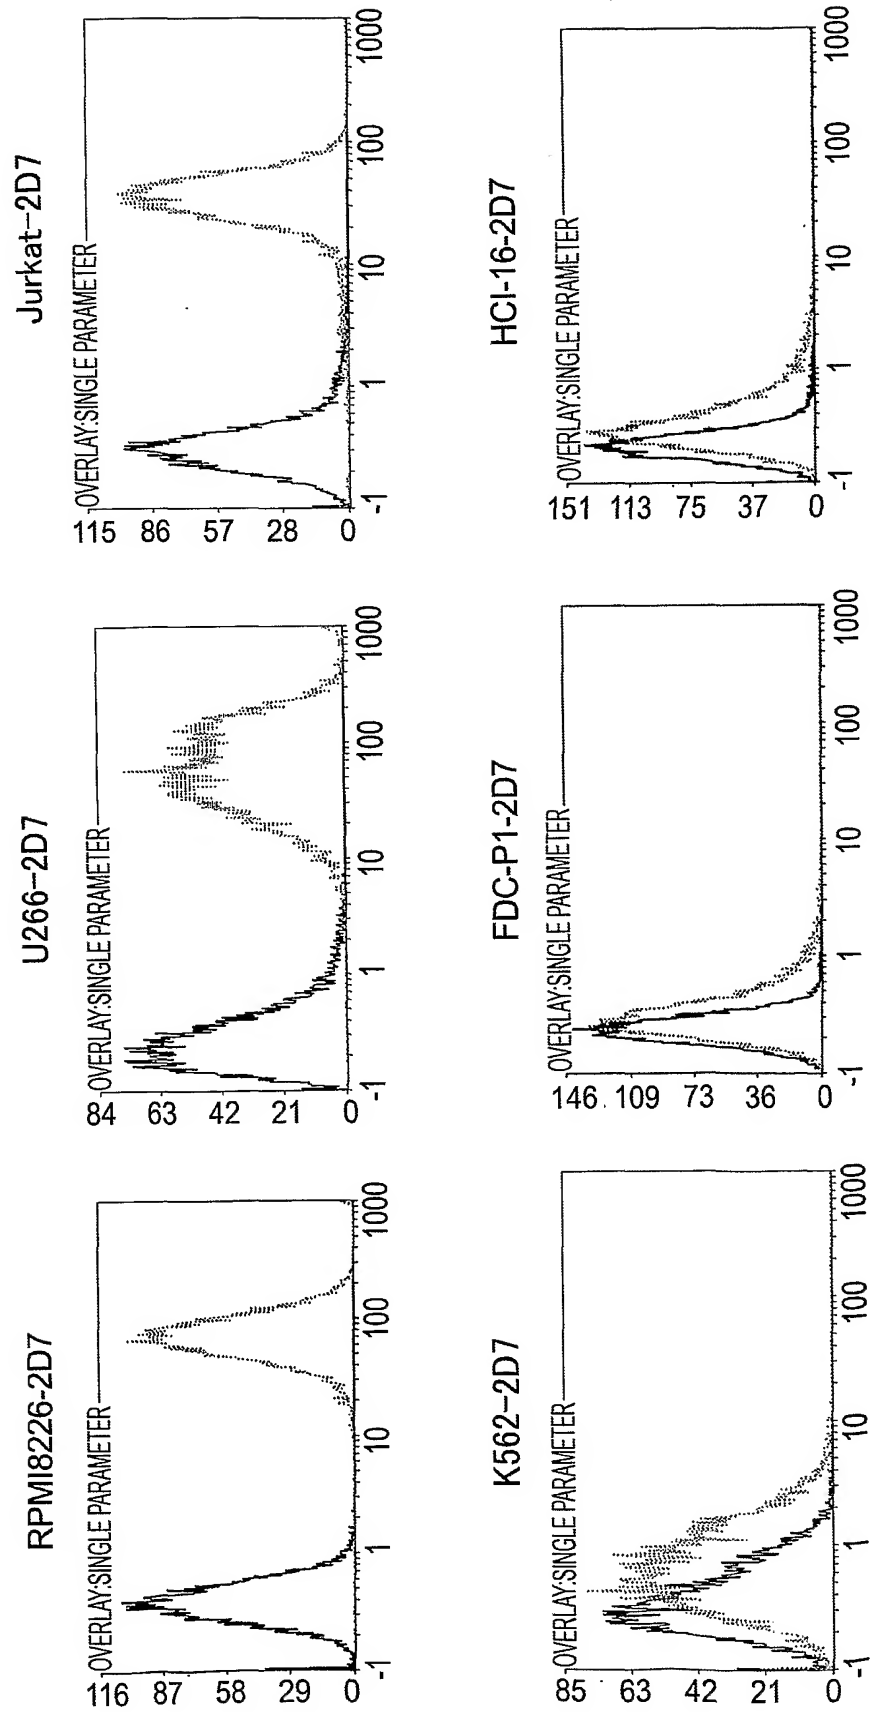 RPMI8226-2D7
OVERLAY:SINGLE PARAMETER
116 87 58 29 0
-1 1 10 100 1000
U266-2D7
OVERLAY:SINGLE PARAMETER
84 63 42 21 0
-1 1 10 100 1000
Jurkat-2D7
OVERLAY:SINGLE PARAMETER
115 86 57 28 0
-1 1 10 100 1000
K562-2D7
OVERLAY:SINGLE PARAMETER
85 63 42 21 0
-1 1 10 100 1000
FDC-P1-2D7
OVERLAY:SINGLE PARAMETER
146 109 73 36 0
-1 1 10 100 1000
HCI-16-2D7
OVERLAY:SINGLE PARAMETER
151 113 75 37 0
-1 1 10 100 1000